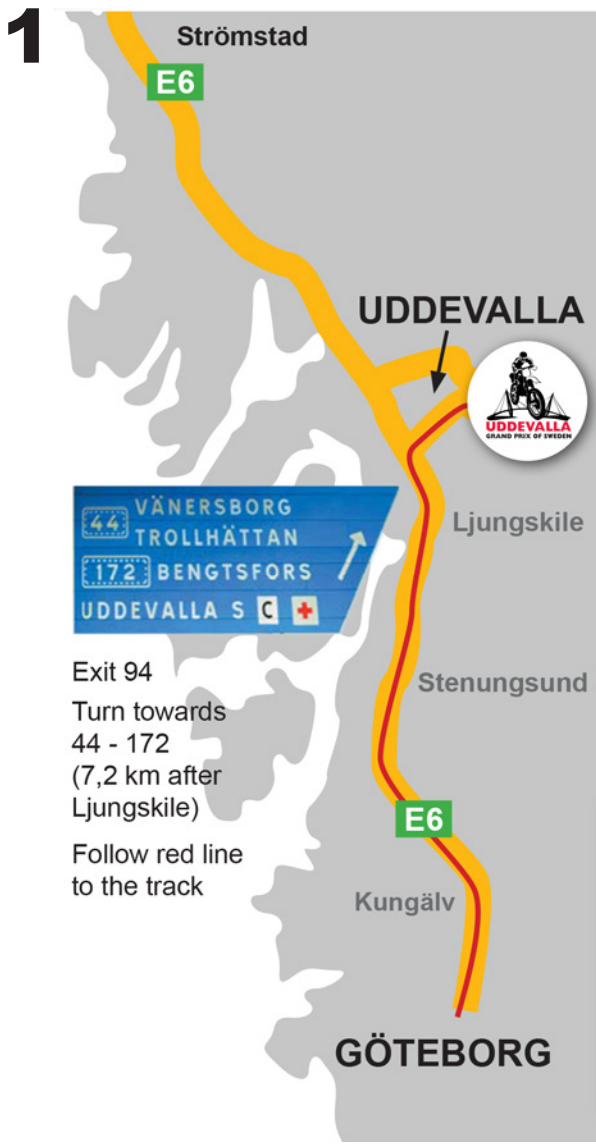 1
Strömstad
E6
UDDEVALLA
UDDEVALLA
GRAND PRIX OF SWEDEN
Ljungskile
44 VÄNERSBORG
TROLLHÄTTAN
172 BENGTSFORS
UDDEVALLA S C
Stenungsund
Exit 94
Turn towards
44 - 172
(7,2 km after
Ljungskile)
Follow red line
to the track
E6
Kungälv
GÖTEBORG